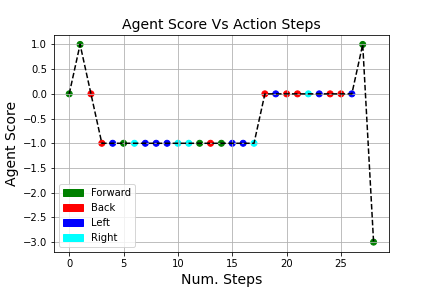 Agent Score Vs Action Steps
1.0
0.5
0.0
−0.5
−1.0
−1.5
−2.0
−2.5
−3.0
Agent Score
Forward
Back
Left
Right
0 5 10 15 20 25
Num. Steps